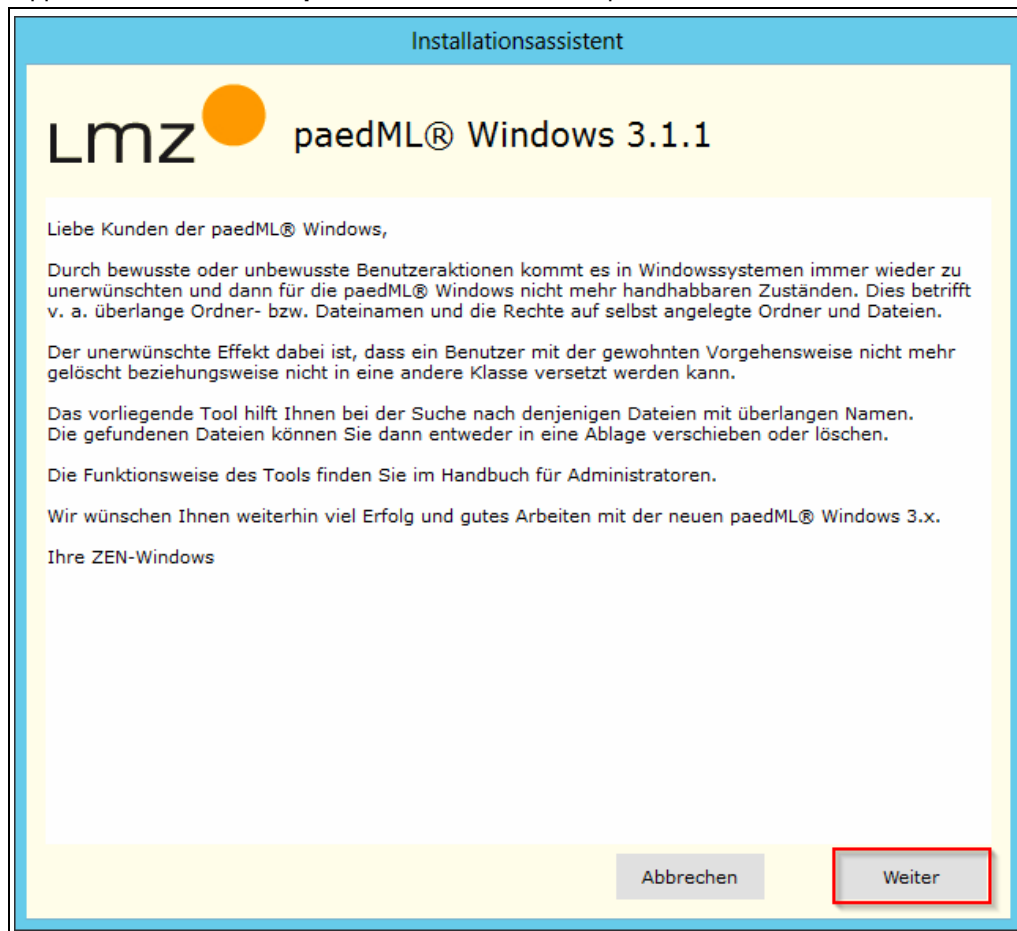 Installationsassistent
Lmz
paedML® Windows 3.1.1
Liebe Kunden der paedML® Windows,
Durch bewusste oder unbewusste Benutzeraktionen kommt es in Windowssystemen immer wieder zu
unerwünschten und dann für die paedML® Windows nicht mehr handhabbaren Zuständen. Dies betrifft
v. a. überlange Ordner- bzw. Dateinamen und die Rechte auf selbst angelegte Ordner und Dateien.
Der unerwünschte Effekt dabei ist, dass ein Benutzer mit der gewohnten Vorgehensweise nicht mehr
gelöscht beziehungsweise nicht in eine andere Klasse versetzt werden kann.
Das vorliegende Tool hilft Ihnen bei der Suche nach denjenigen Dateien mit überlangen Namen.
Die gefundenen Dateien können Sie dann entweder in eine Ablage verschieben oder löschen.
Die Funktionsweise des Tools finden Sie im Handbuch für Administratoren.
Wir wünschen Ihnen weiterhin viel Erfolg und gutes Arbeiten mit der neuen paedML® Windows 3.x.
Ihre ZEN-Windows
Abbrechen
Weiter